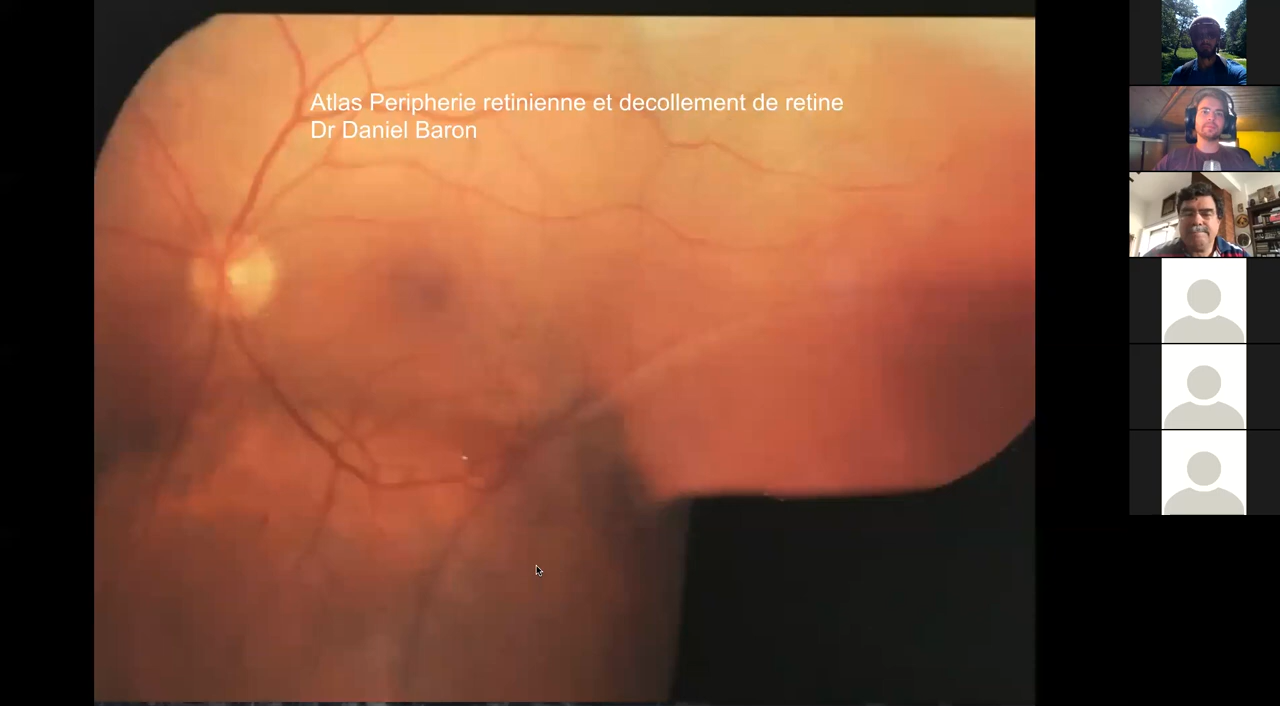 Atlas Peripherie retinienne et decollement de retine
Dr Daniel Baron